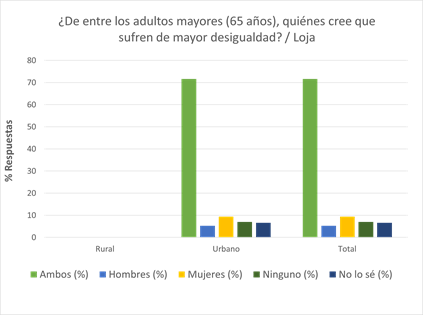 ¿De entre los adultos mayores (65 años), quiénes cree que
sufren de mayor desigualdad? / Loja
% Respuestas
80
70
60
50
40
30
20
10
0
Rural Urbano Total
Ambos (%) Hombres (%) Mujeres (%) Ninguno (%) No lo sé (%)